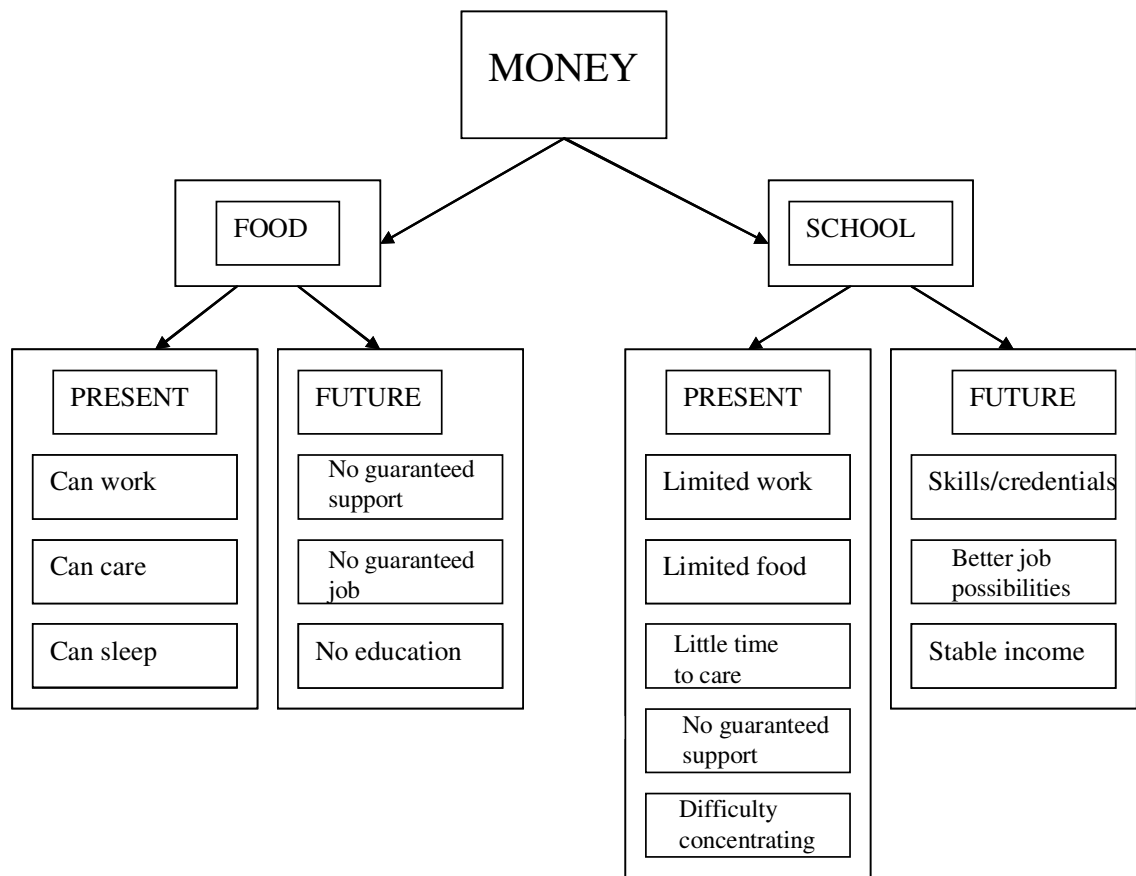 MONEY
FOOD
SCHOOL
PRESENT
Can work
Can care
Can sleep
FUTURE
No guaranteed
support
No guaranteed
job
No education
PRESENT
Limited work
Limited food
Little time
to care
No guaranteed
support
Difficulty
concentrating
FUTURE
Skills/credentials
Better job
possibilities
Stable income